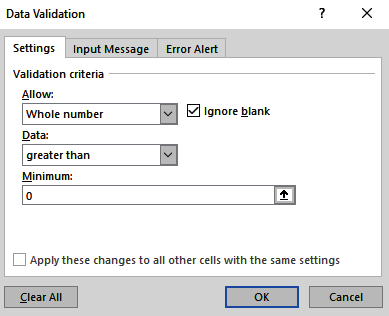 Data Validation ? ×
Settings Input Message Error Alert
Validation criteria
Allow:
Whole number Ignore blank
Data:
greater than
Minimum:
0
Apply these changes to all other cells with the same settings
Clear All OK Cancel